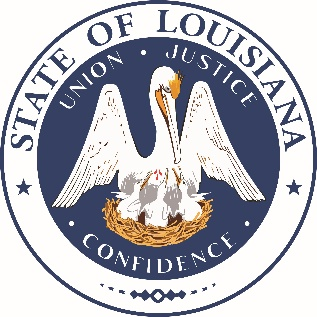 STATE OF LOUISIANA
UNION · JUSTICE
· CONFIDENCE ·